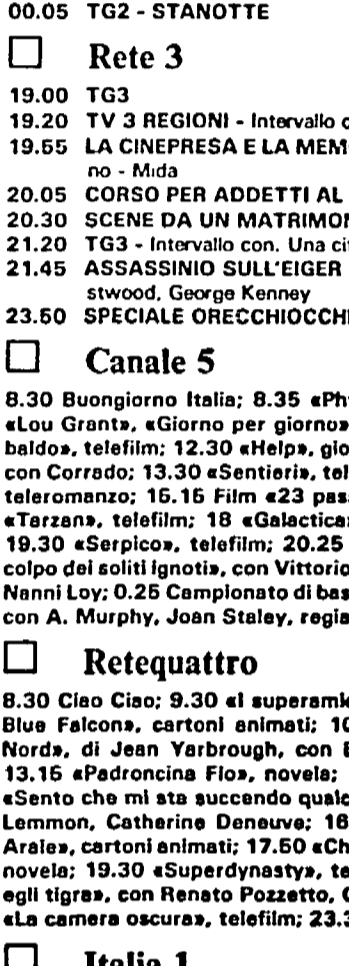 00.05 TG2 - STANOTTE
Rete 3
19.00 TG3
19.20 TV 3 REGIONI - Intervallo c
19.55 LA CINEPRESA E LA MEM
no - Mida
20.05 CORSO PER ADDETTI AL
20.30 SCENE DA UN MATRIMON
21.20 TG3 - Intervallo con. Una cit
21.45 ASSASSINIO SULL'EIGER
stwood, George Kenney
23.50 SPECIALE ORECCHIOCCHI
Canale 5
8.30 Buongiorno Italia; 8.35 «Ph
«Lou Grant», «Giorno per giorno»
baldo», telefilm; 12.30 «Help», gio
con Corrado; 13.30 «Sentieri», tel
teleromanzo; 15.15 Film «23 pas
«Tarzan», telefilm; 18 «Galactica
19.30 «Serpico», telefilm; 20.25
colpo dei soliti ignoti», con Vittorio
Nanni Loy; 0.25 Campionato di bas
con A. Murphy, Joan Staley, regia
Retequattro
8.30 Ciao Ciao; 9.30 «I superamic
Blue Falcon», cartoni animati; 10
Nord», di Jean Yarbrough, con
13.15 «Padroncina Flo», novela;
«Sento che mi sta succendo qualc
Lemmon, Catherine Deneuve; 16
Arale», cartoni animati; 17.50 «Ch
novela; 19.30 «Superdynasty», te
egli tigra», con Renato Pozzetto,
«La camera oscura», telefilm; 23.3
Italia 1